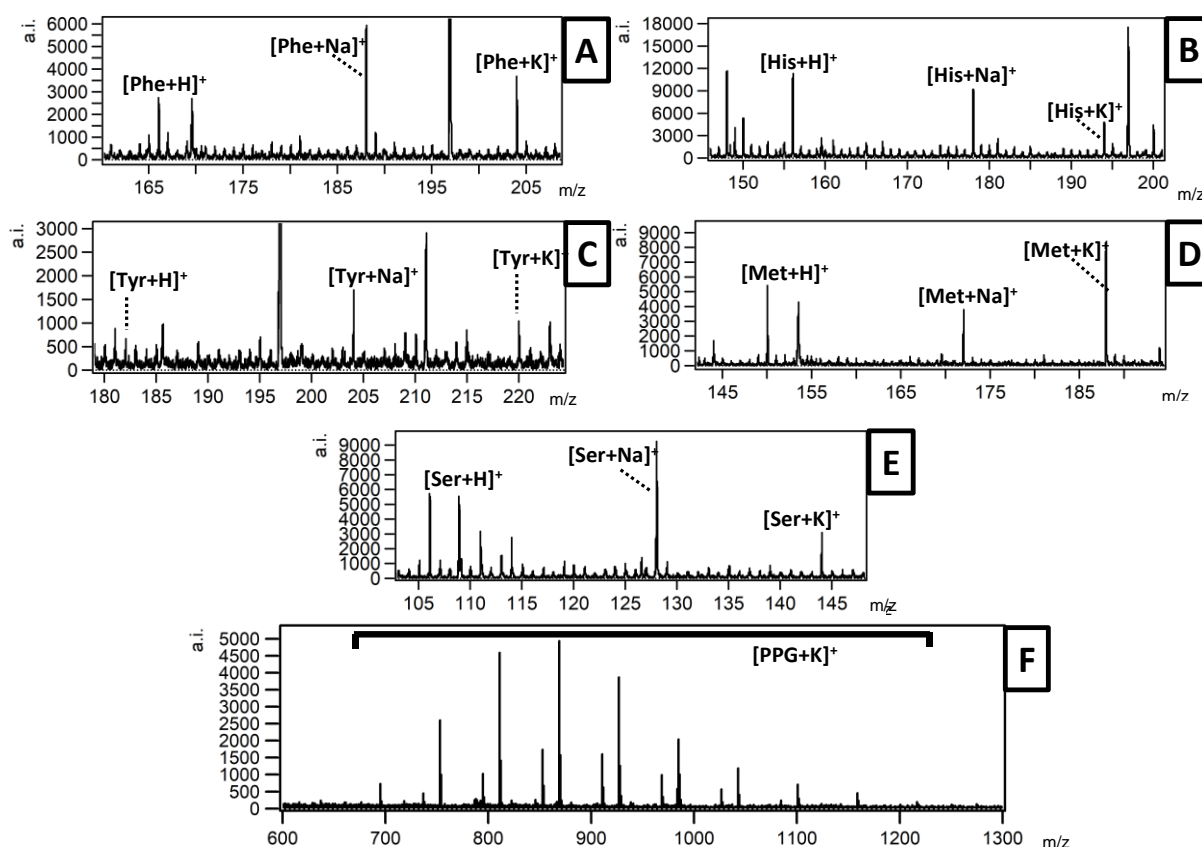 a.i.
6000
5000
4000
3000
2000
1000
0
[Phe+H]+
[Phe+Na]+
[Phe+K]+
A
165 175 185 195 205 m/z
a.i.
18000
15000
12000
9000
6000
3000
0
[His+H]+
[His+Na]+
[His+K]+
B
150 160 170 180 190 200 m/z
a.i.
3000
2500
2000
1500
1000
500
0
[Tyr+H]+
[Tyr+Na]+
[Tyr+K]
C
180 190 200 210 220 m/z
a.i.
9000
8000
7000
6000
5000
4000
3000
2000
1000
0
[Met+H]+
[Met+Na]+
[Met+K]+
D
145 155 165 175 185 m/z
a.i.
9000
8000
7000
6000
5000
4000
3000
2000
1000
0
[Ser+H]+
[Ser+Na]+
[Ser+K]+
E
105 110 115 120 125 130 135 140 145 m/z
a.i.
5000
4500
4000
3500
3000
2500
2000
1500
1000
500
0
[PPG+K]+
F
600 700 800 900 1000 1100 1200 1300 m/z